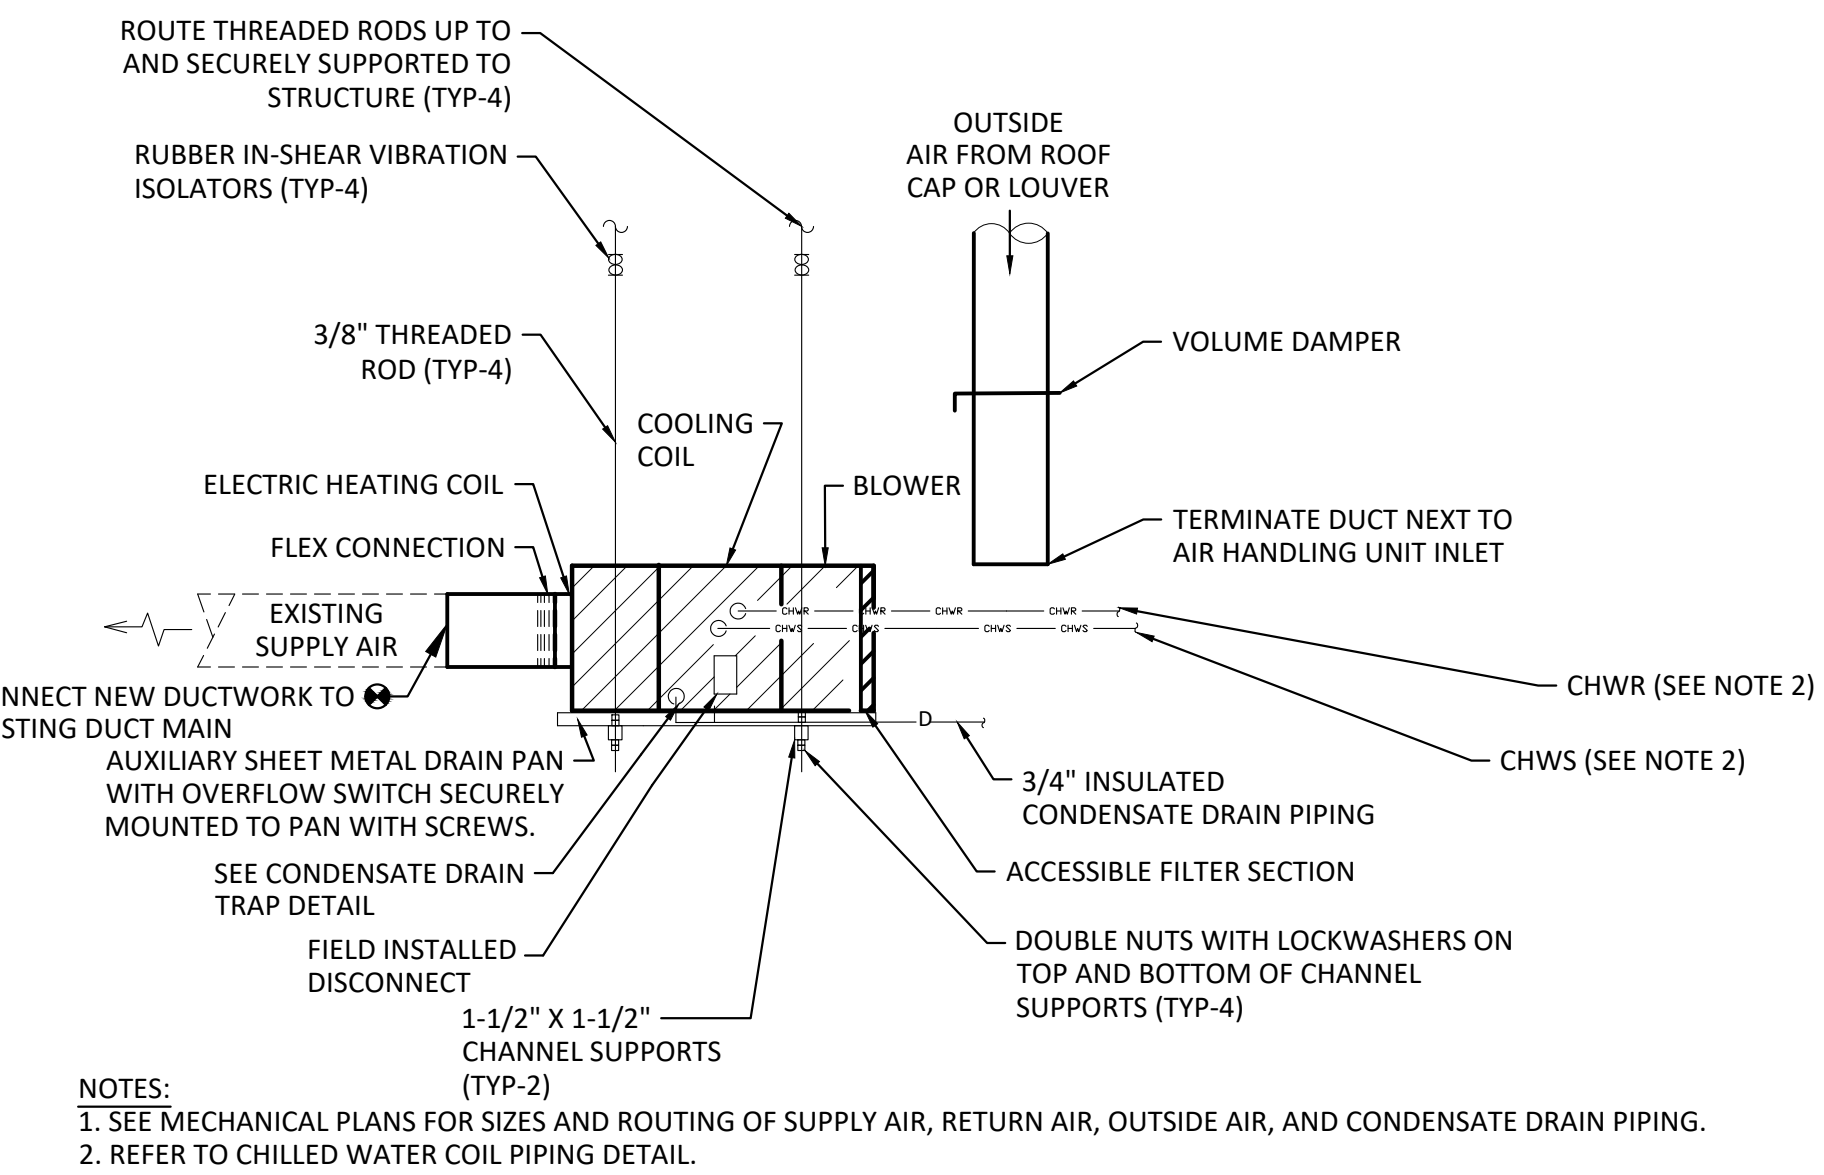 ROUTE THREADED RODS UP TO
AND SECURELY SUPPORTED TO
STRUCTURE (TYP-4)
RUBBER IN-SHEAR VIBRATION
ISOLATORS (TYP-4)
OUTSIDE
AIR FROM ROOF
CAP OR LOUVER
3/8" THREADED
ROD (TYP-4)
VOLUME DAMPER
COOLING
COIL
ELECTRIC HEATING COIL
BLOWER
FLEX CONNECTION
TERMINATE DUCT NEXT TO
AIR HANDLING UNIT INLET
EXISTING
SUPPLY AIR
CHWR CHWR CHWR CHWR
CHWS CHWS CHWS CHWS
NNECT NEW DUCTWORK TO
STING DUCT MAIN
CHWR (SEE NOTE 2)
D
CHWS (SEE NOTE 2)
AUXILIARY SHEET METAL DRAIN PAN
WITH OVERFLOW SWITCH SECURELY
MOUNTED TO PAN WITH SCREWS.
3/4" INSULATED
CONDENSATE DRAIN PIPING
SEE CONDENSATE DRAIN
TRAP DETAIL
ACCESSIBLE FILTER SECTION
FIELD INSTALLED
DISCONNECT
DOUBLE NUTS WITH LOCKWASHERS ON
TOP AND BOTTOM OF CHANNEL
SUPPORTS (TYP-4)
1-1/2" X 1-1/2"
CHANNEL SUPPORTS
(TYP-2)
NOTES:
1. SEE MECHANICAL PLANS FOR SIZES AND ROUTING OF SUPPLY AIR, RETURN AIR, OUTSIDE AIR, AND CONDENSATE DRAIN PIPING.
2. REFER TO CHILLED WATER COIL PIPING DETAIL.